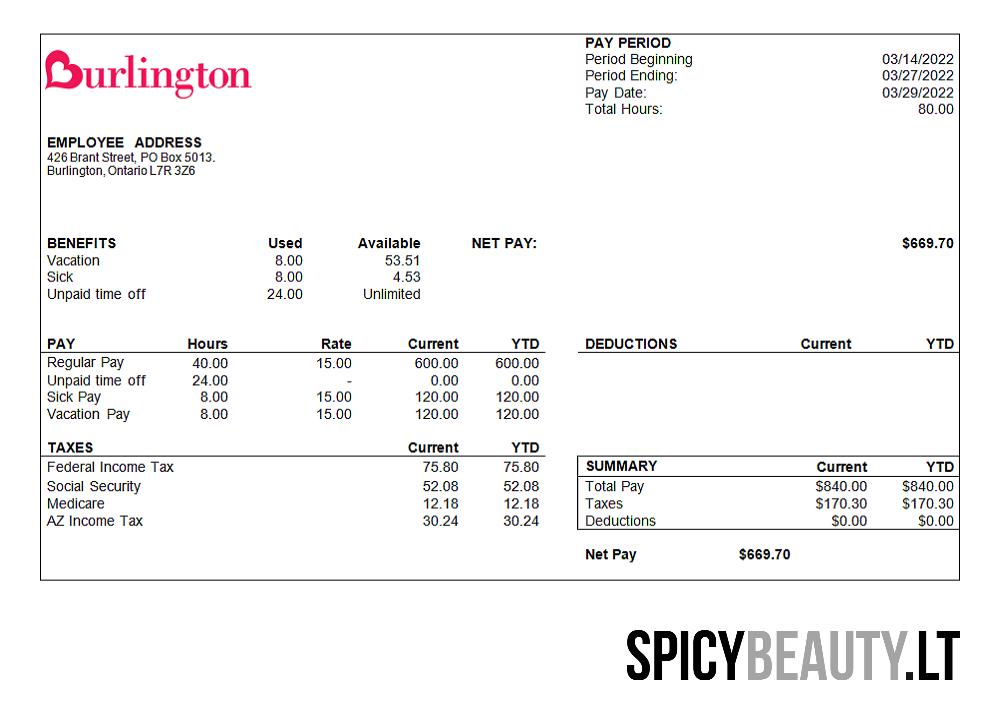 Burlington
PAY PERIOD
Period Beginning 03/14/2022
Period Ending: 03/27/2022
Pay Date: 03/29/2022
Total Hours: 80.00
EMPLOYEE ADDRESS
426 Brant Street, PO Box 5013.
Burlington, Ontario L7R 3Z6
BENEFITS Used Available NET PAY: $669.70
Vacation 8.00 53.51
Sick 8.00 4.53
Unpaid time off 24.00 Unlimited
PAY Hours Rate Current YTD
Regular Pay 40.00 15.00 600.00 600.00
Unpaid time off 24.00 - 0.00 0.00
Sick Pay 8.00 15.00 120.00 120.00
Vacation Pay 8.00 15.00 120.00 120.00
DEDUCTIONS Current YTD
TAXES Current YTD
Federal Income Tax 75.80 75.80
Social Security 52.08 52.08
Medicare 12.18 12.18
AZ Income Tax 30.24 30.24
SUMMARY Current YTD
Total Pay $840.00 $840.00
Taxes $170.30 $170.30
Deductions $0.00 $0.00
Net Pay $669.70
SPICYBEAUTY.LT